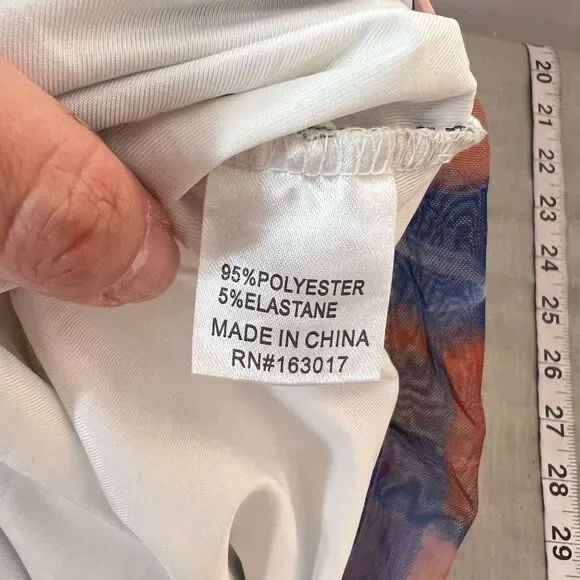 95%POLYESTER
5%ELASTANE
MADE IN CHINA
RN#163017
20
21
22
23
24
25
26
27
28
29